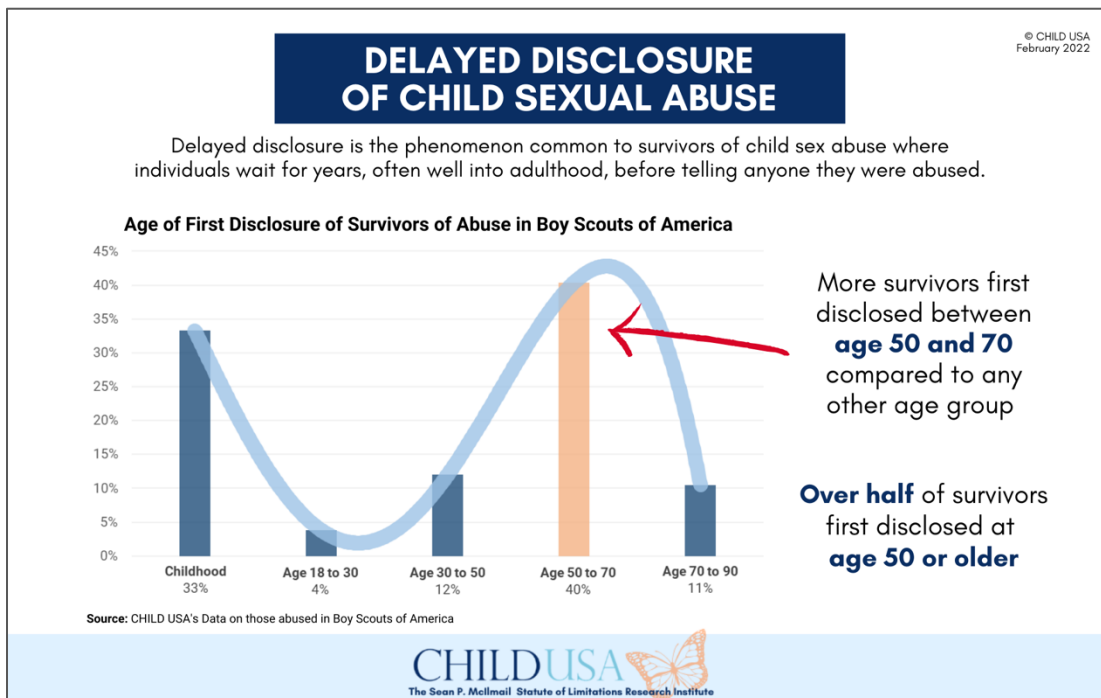 © CHILD USA
February 2022
DELAYED DISCLOSURE
OF CHILD SEXUAL ABUSE
Delayed disclosure is the phenomenon common to survivors of child sex abuse where
individuals wait for years, often well into adulthood, before telling anyone they were abused.
Age of First Disclosure of Survivors of Abuse in Boy Scouts of America
45%
40%
35%
30%
25%
20%
15%
10%
5%
0%
Childhood Age 18 to 30 Age 30 to 50 Age 50 to 70 Age 70 to 90
33% 4% 12% 40% 11%
More survivors first
disclosed between
age 50 and 70
compared to any
other age group
Over half of survivors
first disclosed at
age 50 or older
Source: CHILD USA's Data on those abused in Boy Scouts of America
CHILDUSA
The Sean P. McIlmail Statute of Limitations Research Institute